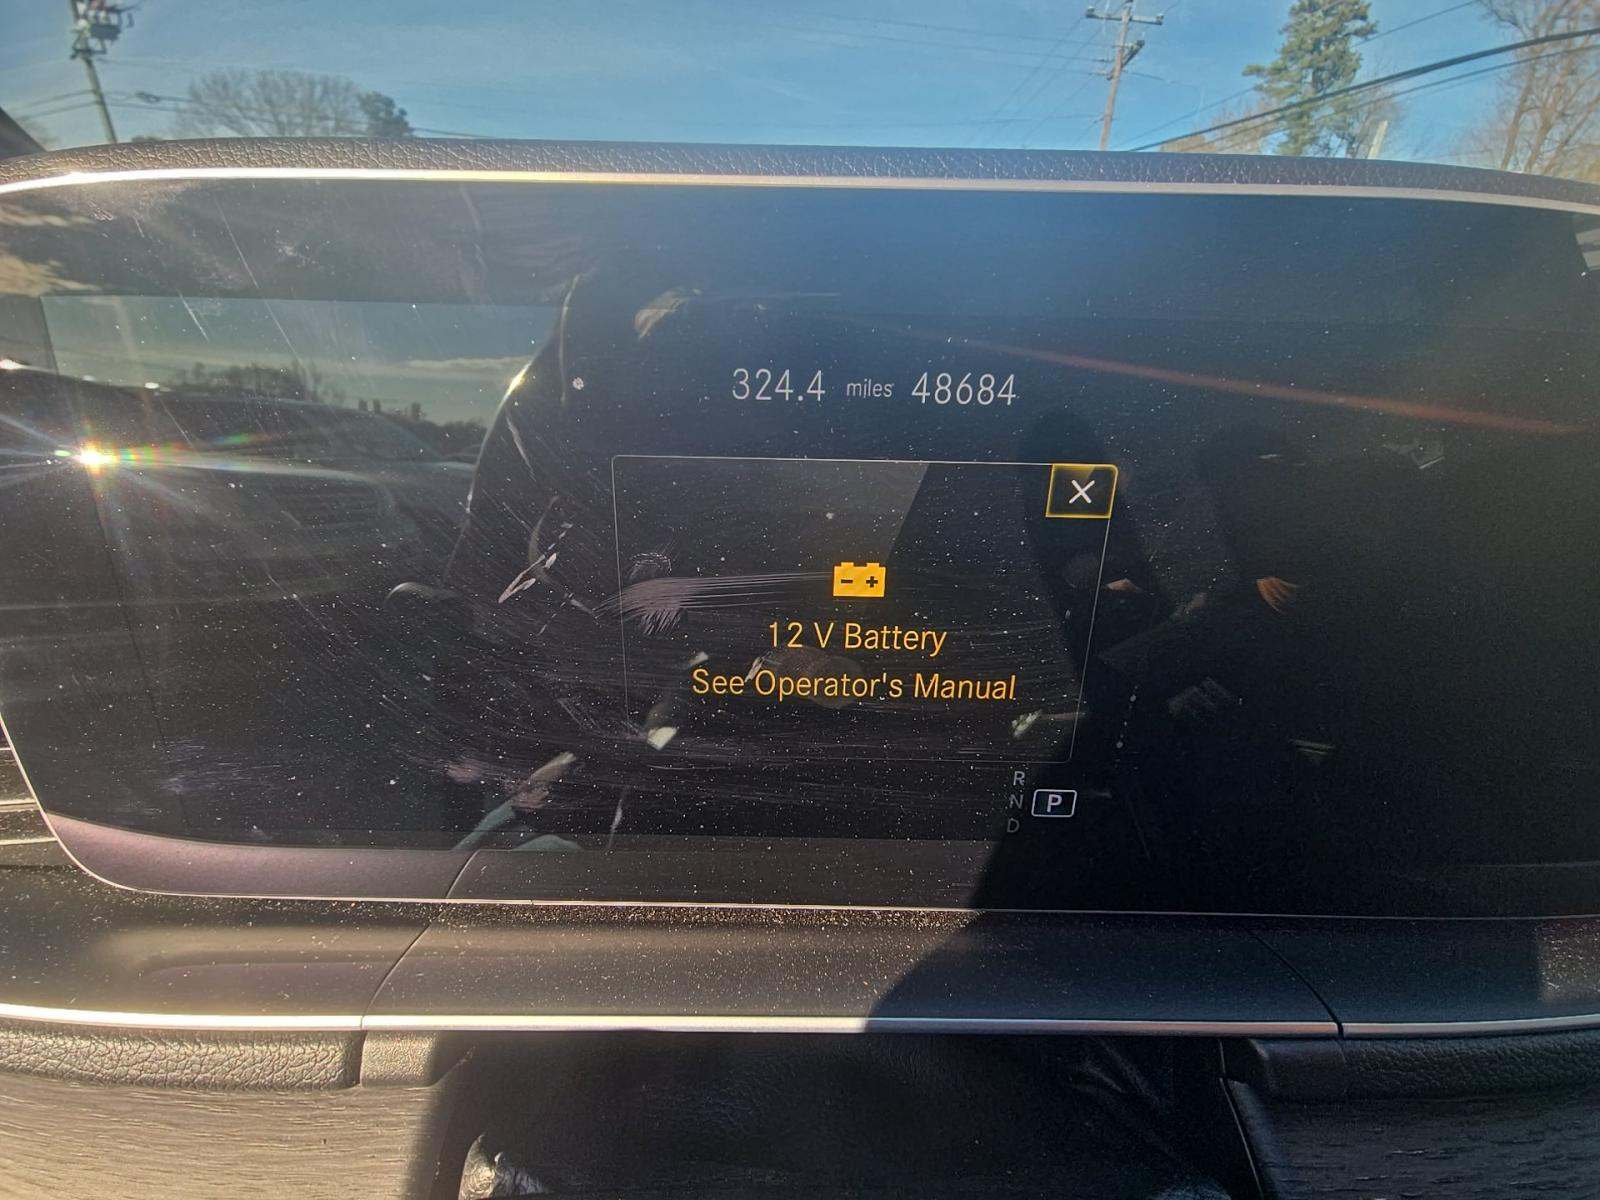 324.4 miles 48684
12 V Battery
See Operator's Manual
R
N P
D